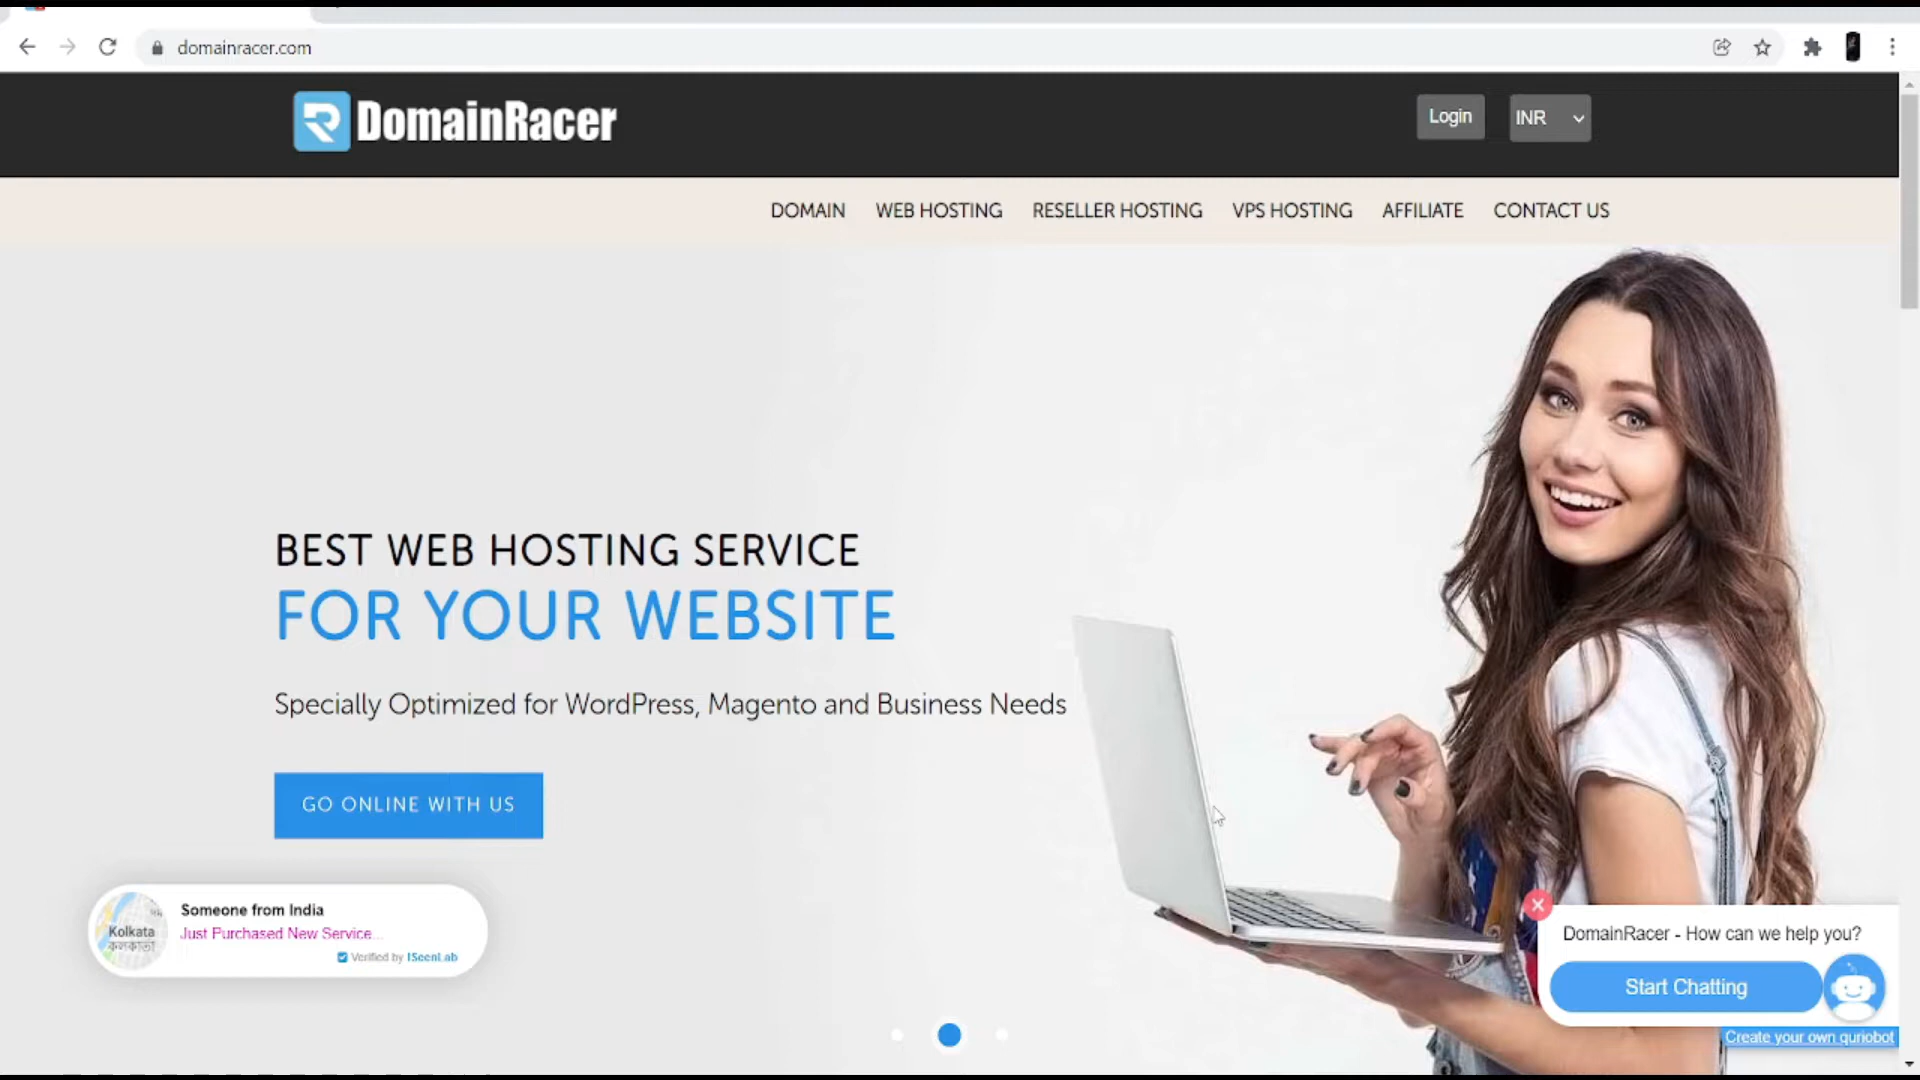 domainracer.com
DomainRacer
Login
INR
DOMAIN WEB HOSTING RESELLER HOSTING VPS HOSTING AFFILIATE CONTACT US
BEST WEB HOSTING SERVICE
FOR YOUR WEBSITE
Specially Optimized for WordPress, Magento and Business Needs
GO ONLINE WITH US
Someone from India
Just Purchased New Service...
Verified by ISeenLab
Kolkata
কলকাতা
DomainRacer - How can we help you?
Start Chatting
Create your own quriobot